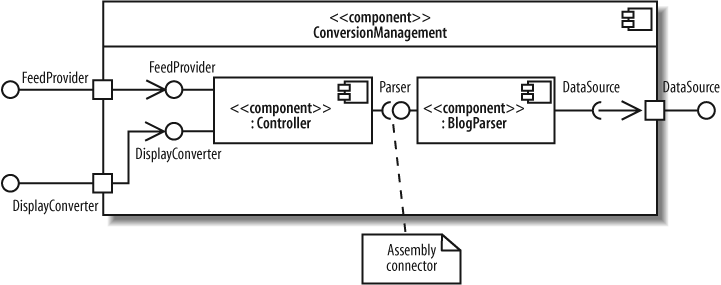 <<component>>
ConversionManagement
FeedProvider
FeedProvider
Parser
DataSource
DataSource
<<component>>
: Controller
<<component>>
: BlogParser
DisplayConverter
DisplayConverter
Assembly
connector